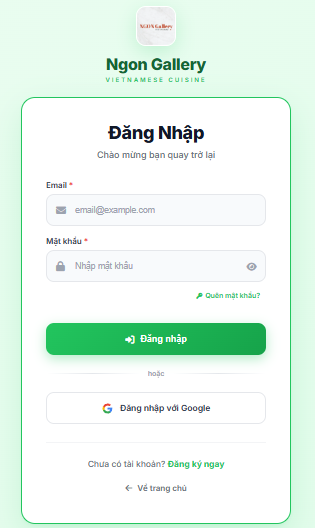 NGON Gallery
Ngon Gallery
VIETNAMESE CUISINE
Đăng Nhập
Chào mừng bạn quay trở lại
Email *
email@example.com
Mật khẩu *
Nhập mật khẩu
Quên mật khẩu?
Đăng nhập
hoặc
Đăng nhập với Google
Chưa có tài khoản? Đăng ký ngay
← Về trang chủ